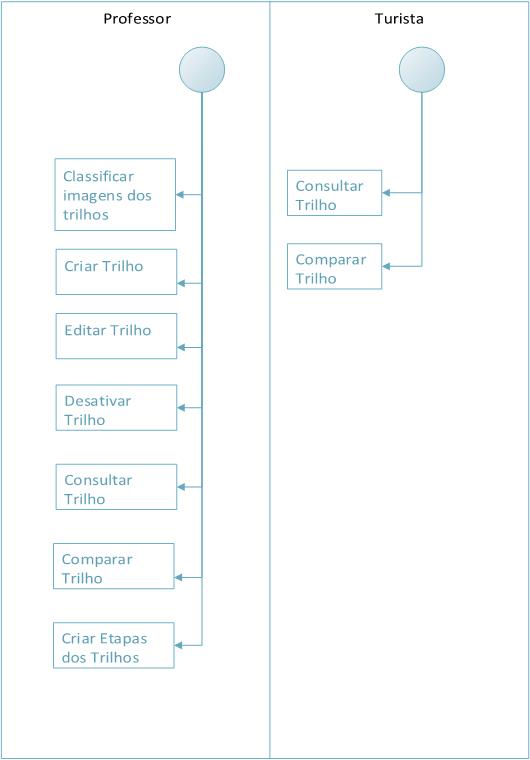 Professor
Classificar
imagens dos
trilhos
Criar Trilho
Editar Trilho
Desativar
Trilho
Consultar
Trilho
Comparar
Trilho
Criar Etapas
dos Trilhos
Turista
Consultar
Trilho
Comparar
Trilho